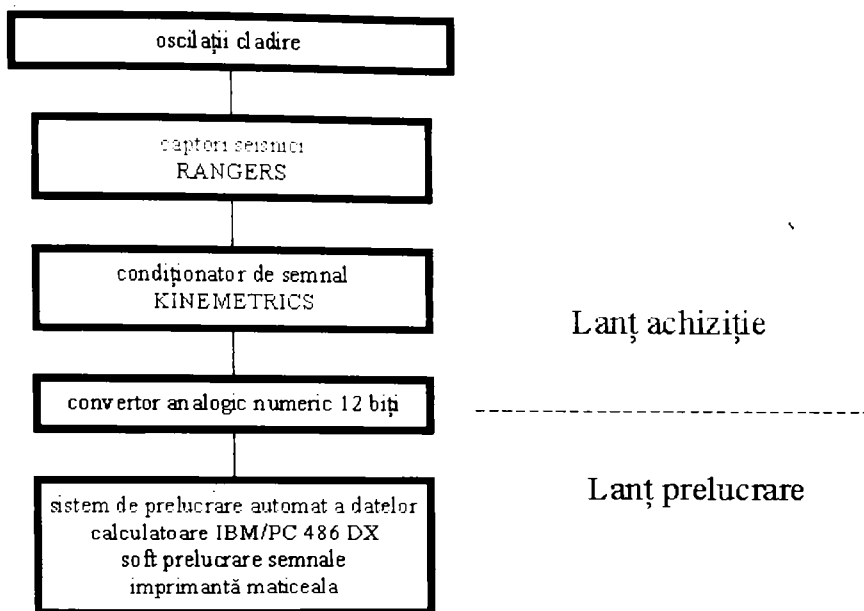 oscilații cladire
captori seismici
RANGERS
condiționator de semnal
KINEMETRICS
Lanț achiziție
convertor analogic numeric 12 biți
Lanț prelucrare
sistem de prelucrare automat a datelor
calculatoare IBM/PC 486 DX
soft prelucrare semnale
imprimantă maticeala